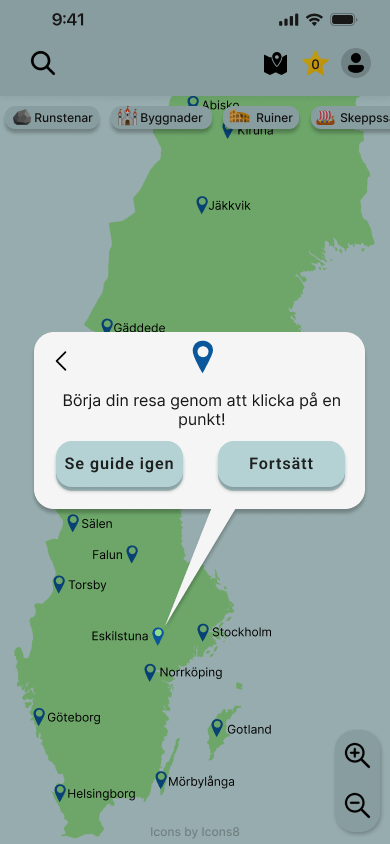 9:41
0
Abisko
Runstenar
Byggnader
Ruiner
Skeppssä
Kiruna
Jäkkvik
Gäddede
Börja din resa genom att klicka på en
punkt!
Se guide igen
Fortsätt
Sälen
Falun
Torsby
Eskilstuna
Stockholm
Norrköping
Göteborg
Gotland
Mörbylånga
Helsingborg
Icons by Icons8